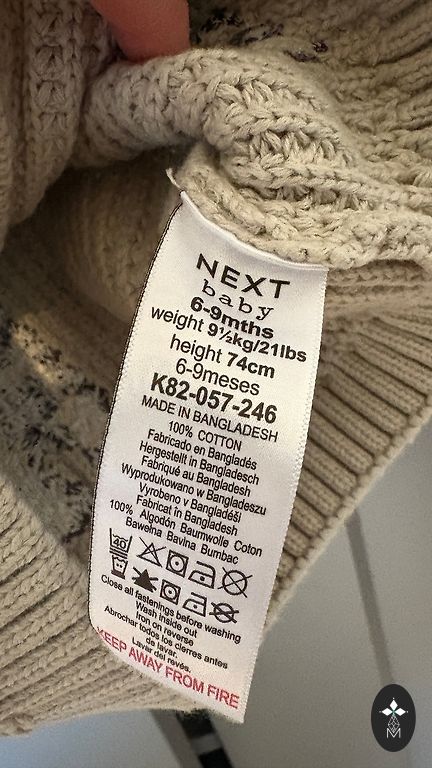 NEXT
baby
6-9mths
weight 9½kg/21lbs
height 74cm
6-9meses
K82-057-246
MADE IN BANGLADESH
100% COTTON
Fabricado en Bangladés
Hergestellt in Bangladesch
Fabriqué au Bangladesh
Wyprodukowano w Bangladeszu
Vyrobeno v Bangladéši
Fabricat în Bangladesh
100% Algodón Baumwolle Coton
Bawełna Bavlna Bumbac
40
Close all fastenings before washing
Wash inside out
Iron on reverse
Abrochar todos los cierres antes
de lavar.
Lavar del revés.
KEEP AWAY FROM FIRE
M